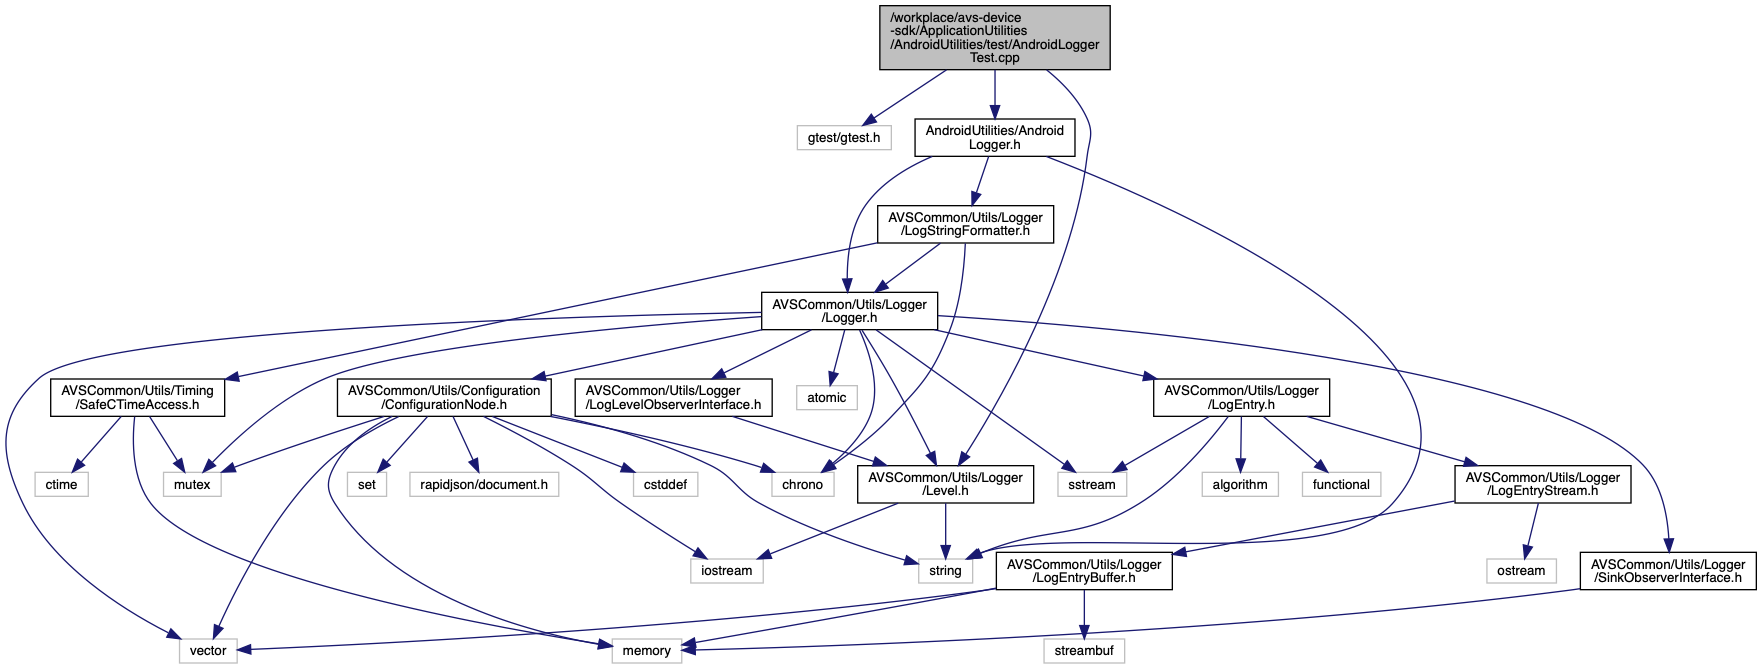 /workplace/avs-device
-sdk/ApplicationUtilities
/AndroidUtilities/test/AndroidLogger
Test.cpp
gtest/gtest.h
AndroidUtilities/Android
Logger.h
AVSCommon/Utils/Logger
/LogStringFormatter.h
AVSCommon/Utils/Logger
/Logger.h
AVSCommon/Utils/Timing
/SafeCTimeAccess.h
AVSCommon/Utils/Configuration
/ConfigurationNode.h
AVSCommon/Utils/Logger
/LogLevelObserverInterface.h
atomic
AVSCommon/Utils/Logger
/LogEntry.h
ctime
mutex
set
rapidjson/document.h
cstddef
chrono
AVSCommon/Utils/Logger
/Level.h
sstream
algorithm
functional
AVSCommon/Utils/Logger
/LogEntryStream.h
iostream
string
AVSCommon/Utils/Logger
/LogEntryBuffer.h
ostream
AVSCommon/Utils/Logger
/SinkObserverInterface.h
vector
memory
streambuf